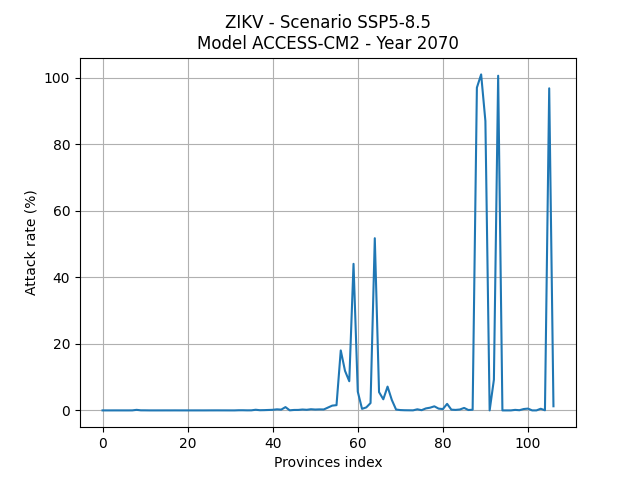 ZIKV - Scenario SSP5-8.5
Model ACCESS-CM2 - Year 2070
100
80
60
40
20
0
Attack rate (%)
0 20 40 60 80 100
Provinces index